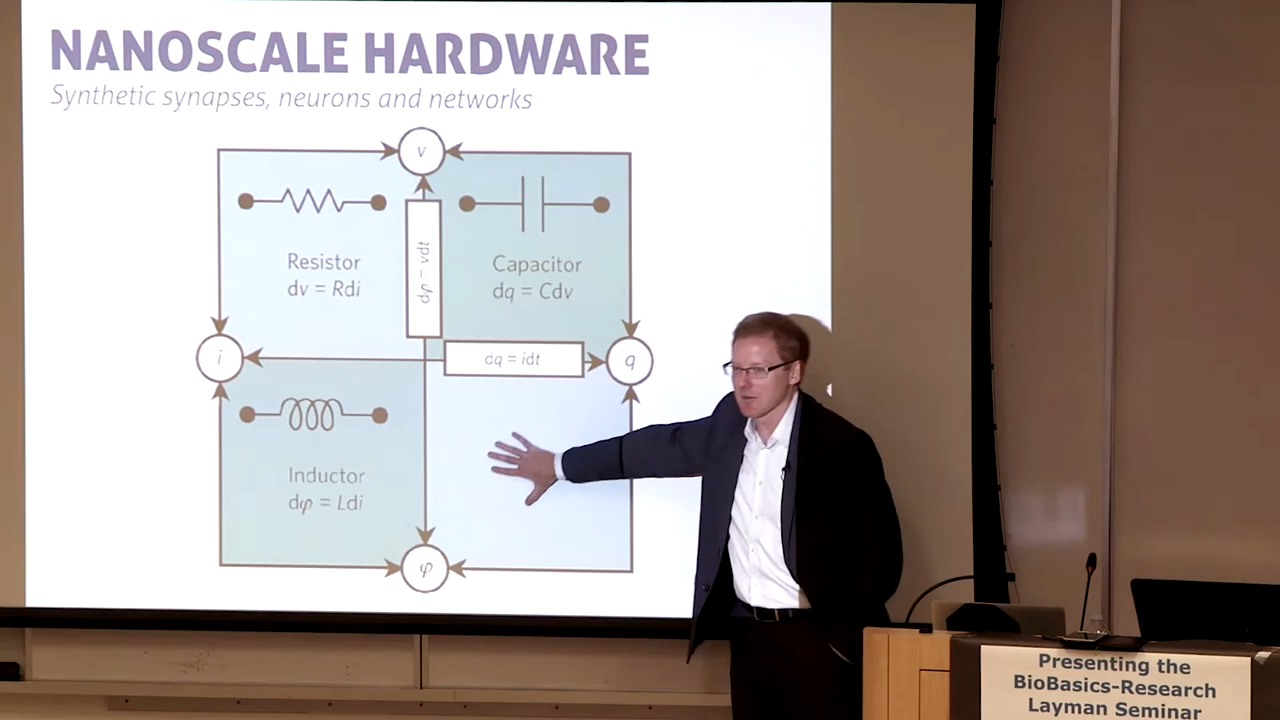 NANOSCALE HARDWARE
Synthetic synapses, neurons and networks
v
Resistor
dv = Rdi
dφ = vdt
Capacitor
dq = Cdv
i
dq = idt
q
Inductor
dφ = Ldi
φ
Presenting the
BioBasics-Research
Layman Seminar